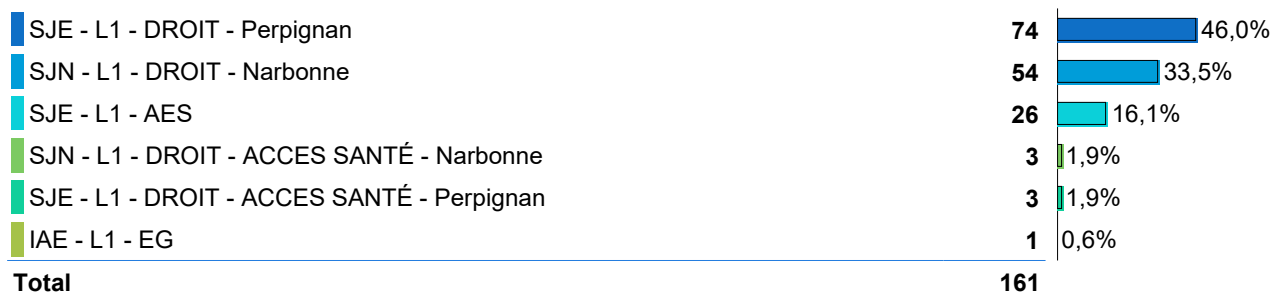 SJE - L1 - DROIT - Perpignan 74 46,0%
SJN - L1 - DROIT - Narbonne 54 33,5%
SJE - L1 - AES 26 16,1%
SJN - L1 - DROIT - ACCES SANTÉ - Narbonne 3 1,9%
SJE - L1 - DROIT - ACCES SANTÉ - Perpignan 3 1,9%
IAE - L1 - EG 1 0,6%
Total 161